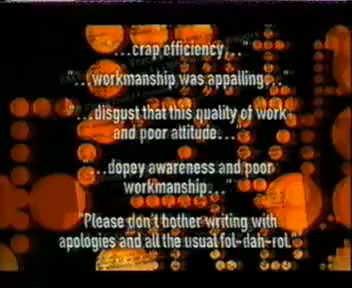 "...crap efficiency..."
"...workmanship was appalling..."
"...disgust that this quality of work
and poor attitude..."
"...dopey awareness and poor
workmanship..."
"Please don't bother writing with
apologies and all the usual fol-dah-rol."